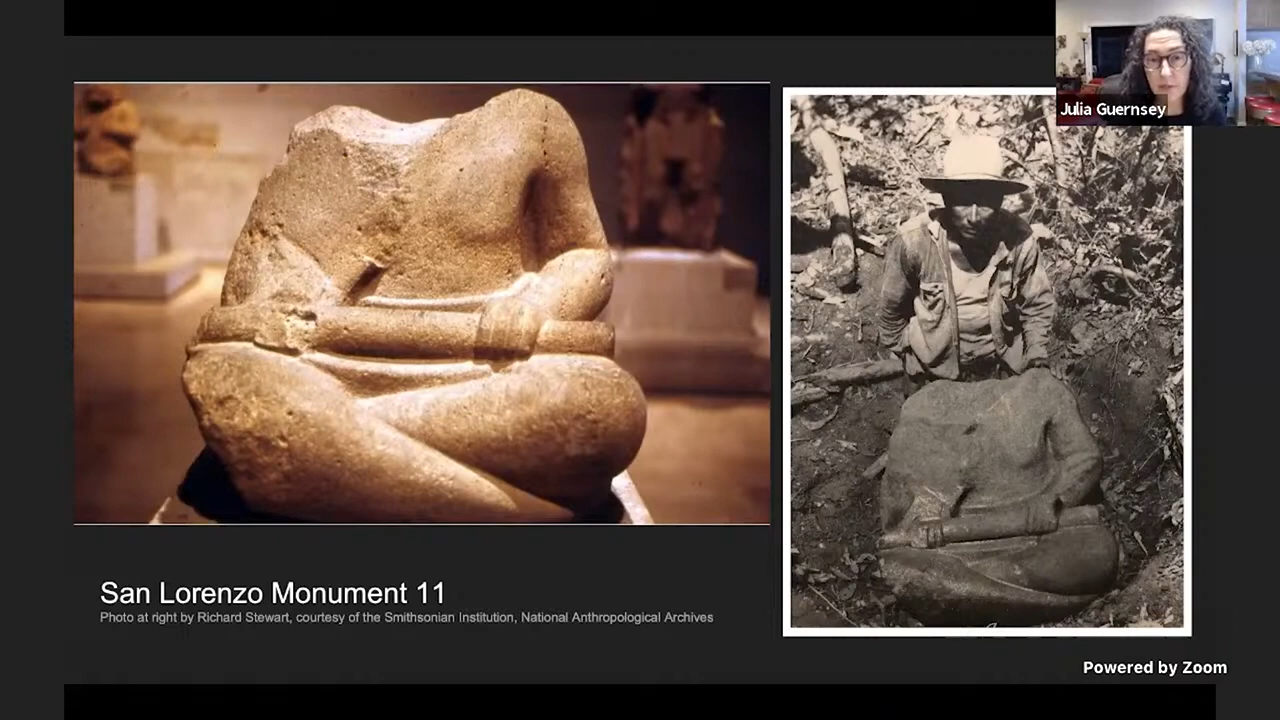 Julia Guernsey
San Lorenzo Monument 11
Photo at right by Richard Stewart, courtesy of the Smithsonian Institution, National Anthropological Archives
Powered by Zoom